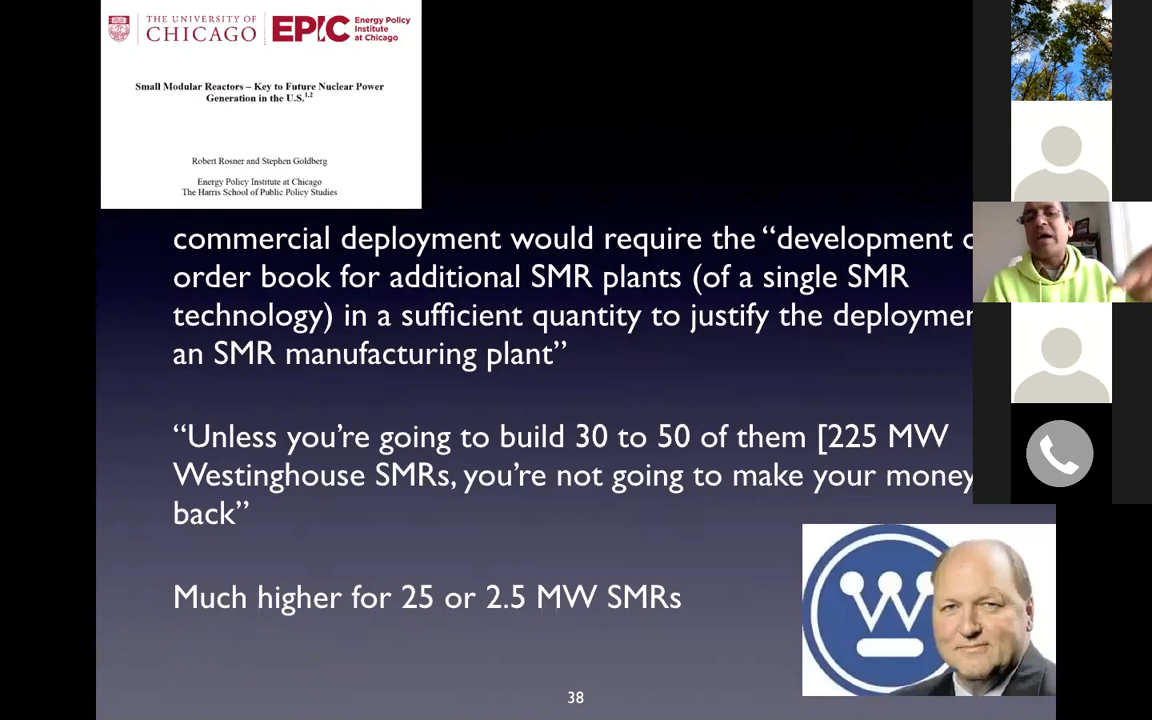 THE UNIVERSITY OF
CHICAGO
EPIC
Energy Policy
Institute
at Chicago
Small Modular Reactors – Key to Future Nuclear Power
Generation in the U.S.1,2
Robert Rosner and Stephen Goldberg
Energy Policy Institute at Chicago
The Harris School of Public Policy Studies
commercial deployment would require the “development
order book for additional SMR plants (of a single SMR
technology) in a sufficient quantity to justify the
an SMR manufacturing plant”
“Unless you’re going to build 30 to 50 of them [225 MW
Westinghouse SMRs, you’re not going to make your money
back”
Much higher for 25 or 2.5 MW SMRs
W
38